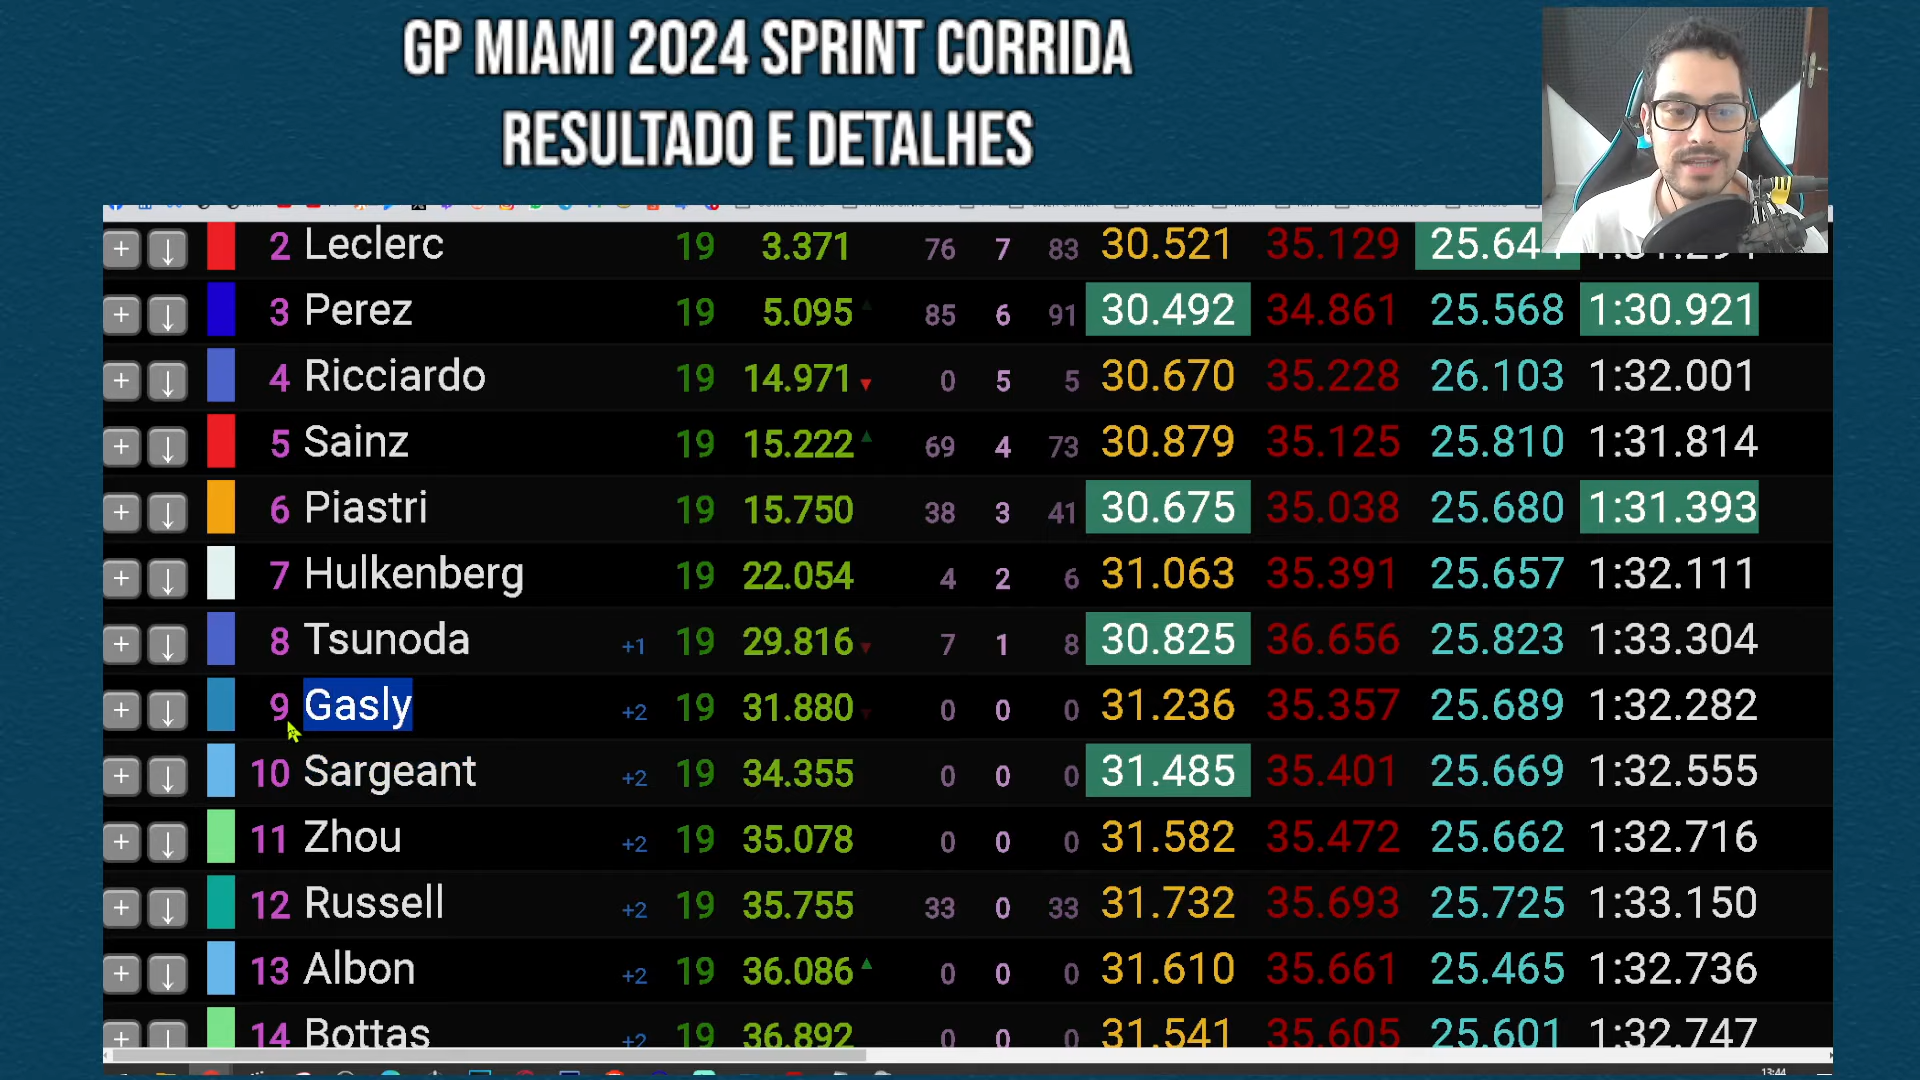 GP MIAMI 2024 SPRINT CORRIDA
RESULTADO E DETALHES
+ ↓ 2 Leclerc 19 3.371 76 7 83 30.521 35.129
+ ↓ 3 Perez 19 5.095 85 6 91 30.492 34.861 25.568 1:30.921
+ ↓ 4 Ricciardo 19 14.971 0 5 5 30.670 35.228 26.103 1:32.001
+ ↓ 5 Sainz 19 15.222 69 4 73 30.879 35.125 25.810 1:31.814
+ ↓ 6 Piastri 19 15.750 38 3 41 30.675 35.038 25.680 1:31.393
+ ↓ 7 Hulkenberg 19 22.054 4 2 6 31.063 35.391 25.657 1:32.111
+ ↓ 8 Tsunoda +1 19 29.816 7 1 8 30.825 36.656 25.823 1:33.304
+ ↓ 9 Gasly +2 19 31.880 0 0 0 31.236 35.357 25.689 1:32.282
+ ↓ 10 Sargeant +2 19 34.355 0 0 0 31.485 35.401 25.669 1:32.555
+ ↓ 11 Zhou +2 19 35.078 0 0 0 31.582 35.472 25.662 1:32.716
+ ↓ 12 Russell +2 19 35.755 33 0 33 31.732 35.693 25.725 1:33.150
+ ↓ 13 Albon +2 19 36.086 0 0 0 31.610 35.661 25.465 1:32.736
+ ↓ 14 Bottas +2 19 36.892 0 0 0 31.541 35.605 25.601 1:32.747
13:44